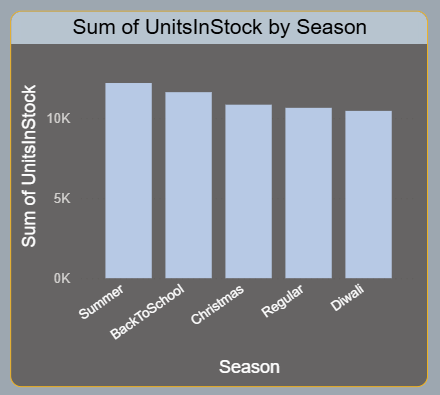 Sum of UnitsInStock by Season
Sum of UnitsInStock
10K
5K
0K
Summer
BackToSchool
Christmas
Regular
Diwali
Season